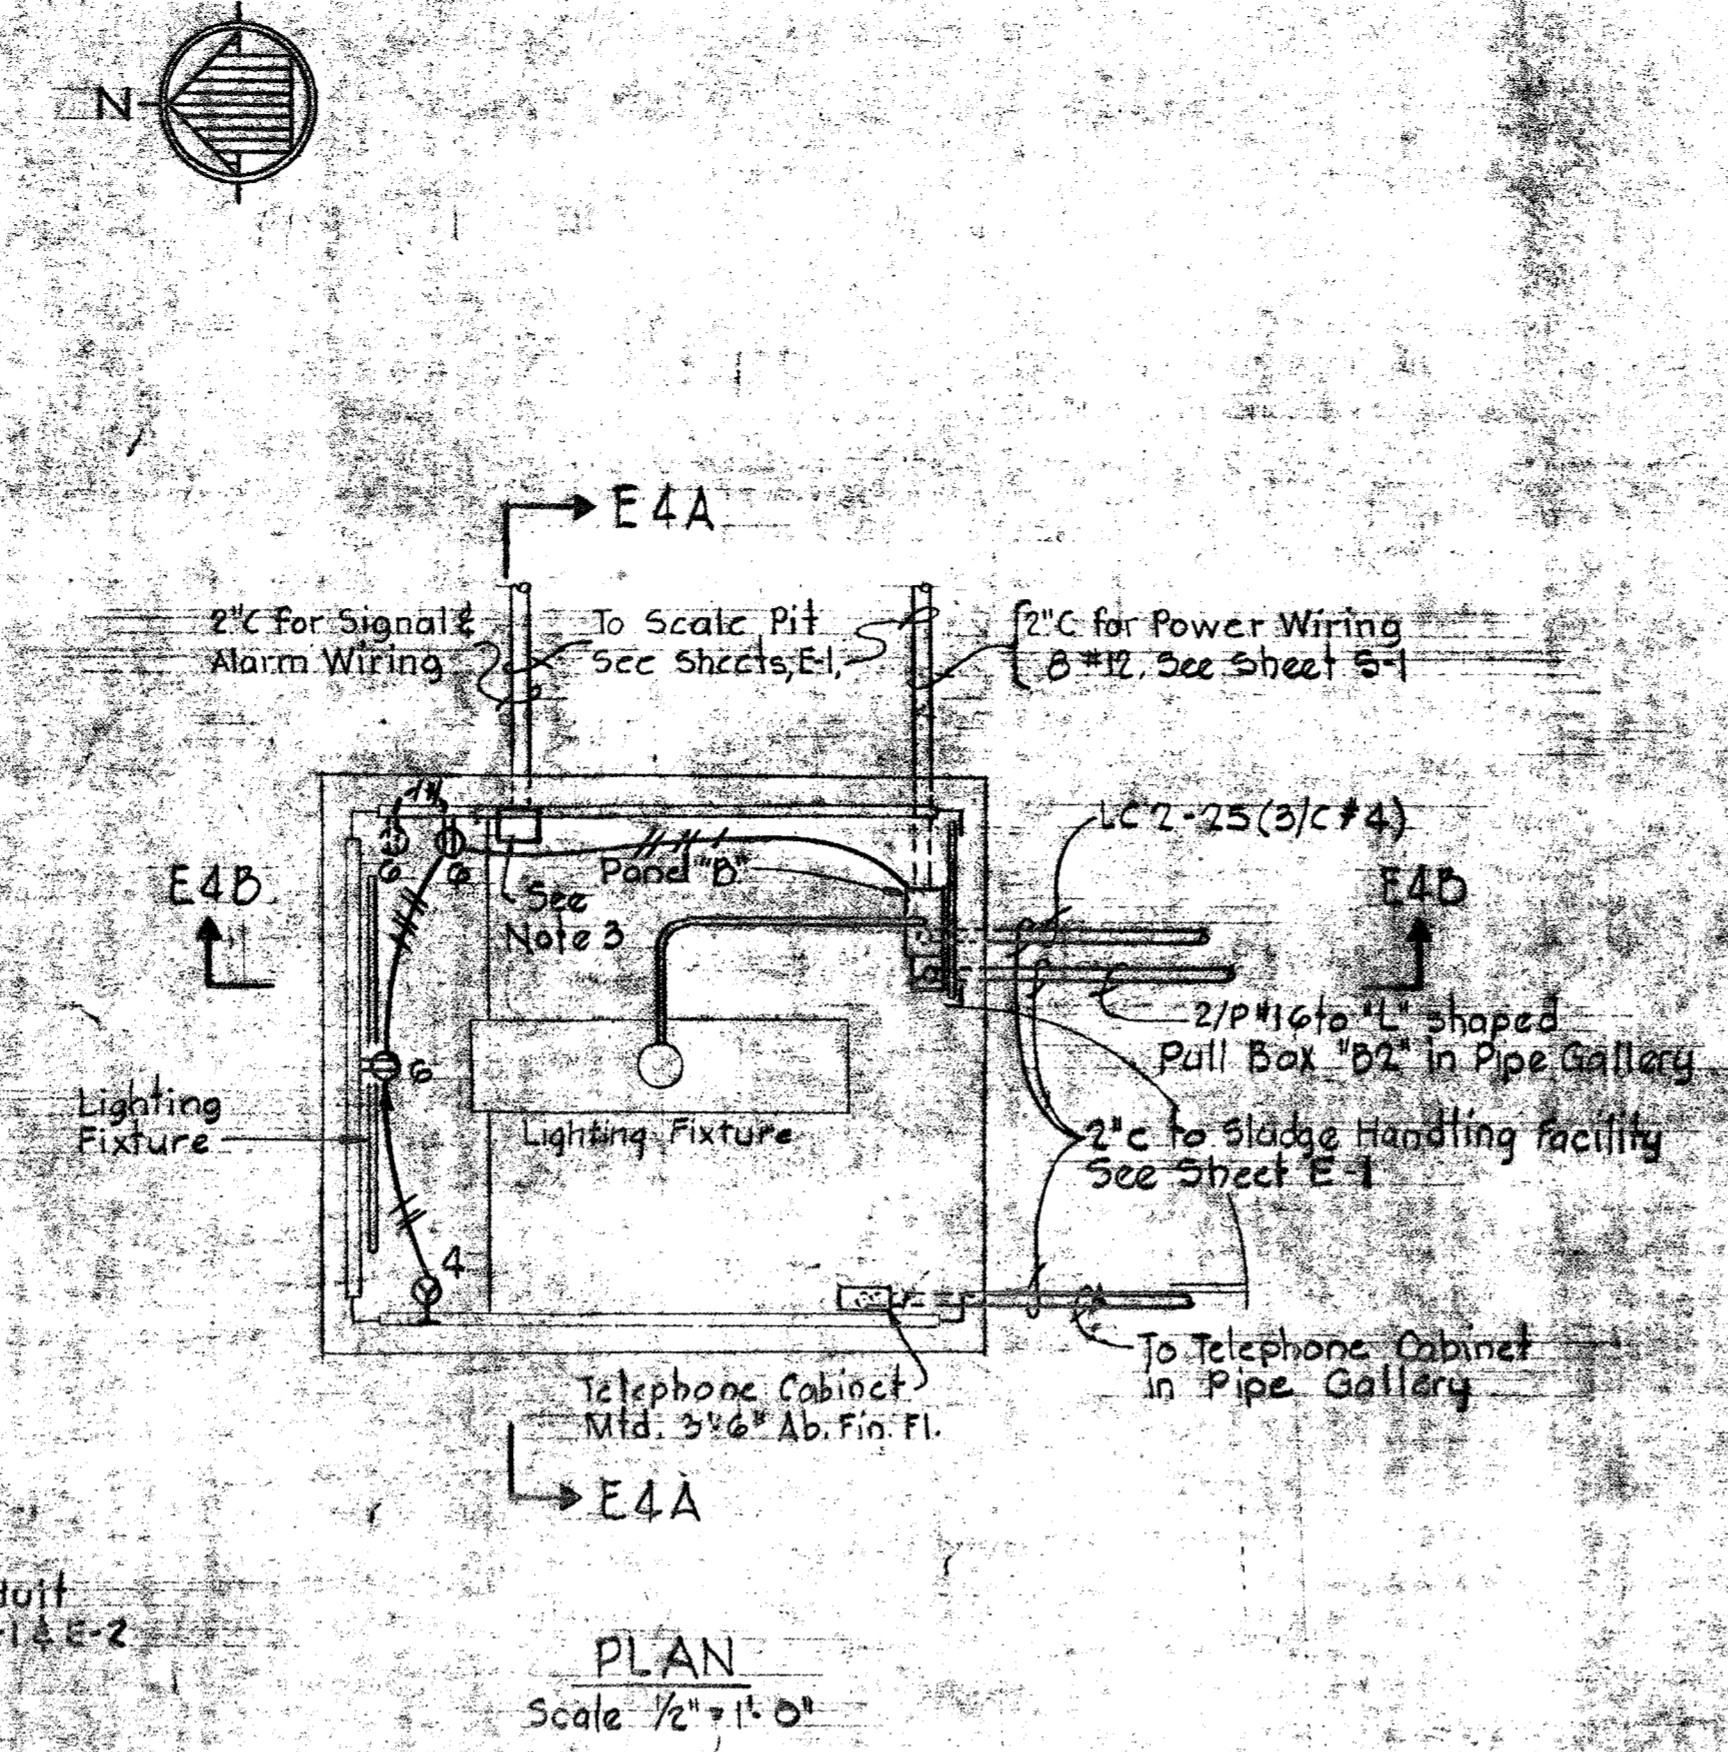 N
E4A
2"C for Signal &
Alarm Wiring
To Scale Pit
See Sheets, E-1,
2"C for Power Wiring
8 #12. See Sheet S-1
LC 2-25 (3/C #4)
6
6
Panel "B"
See
Note 3
E4B
E4B
2/P #16 to "L" shaped
Pull Box "B2" in Pipe Gallery
6
Lighting
Fixture
Lighting Fixture
2"C to Sludge Handling Facility
See Sheet E-1
4
To Telephone Cabinet
in Pipe Gallery
Telephone Cabinet
Mtd. 3'-6" Ab. Fin. Fl.
E4A
E-2
PLAN
Scale 1/2" = 1'-0"